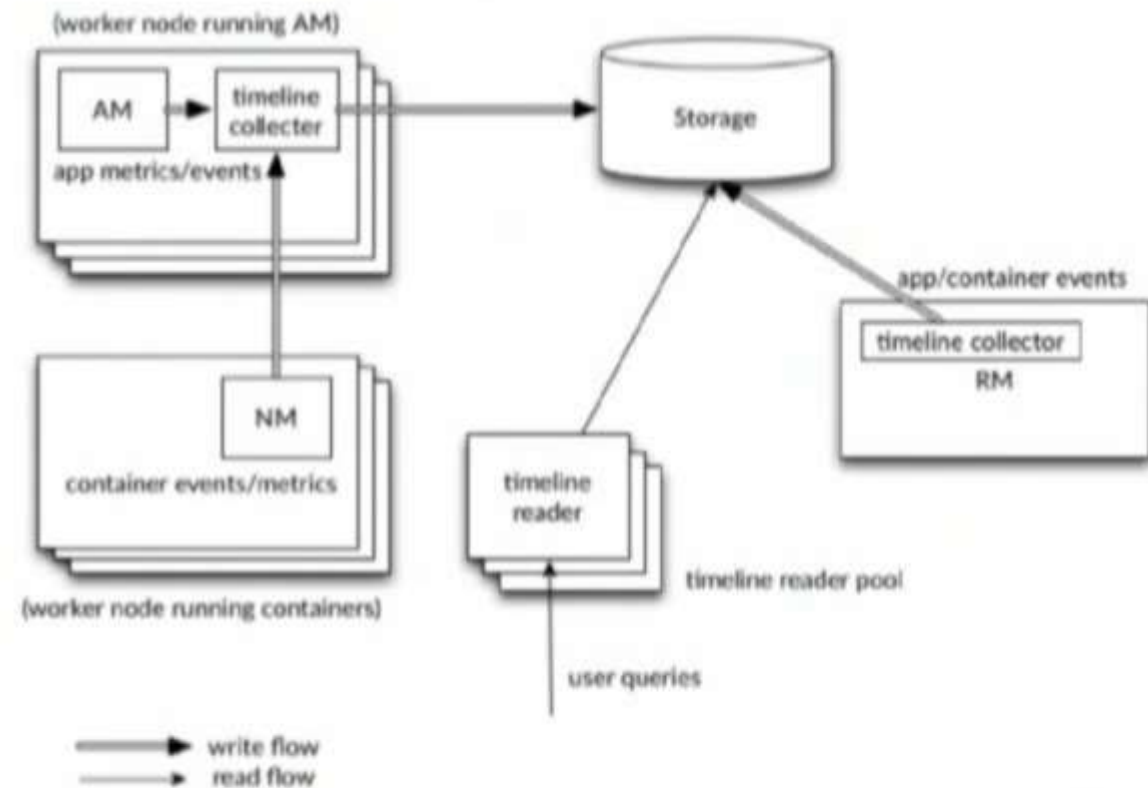 (worker node running AM)
AM
timeline
collecter
app metrics/events
Storage
app/container events
timeline collector
RM
NM
container events/metrics
(worker node running containers)
timeline
reader
timeline reader pool
user queries
write flow
read flow